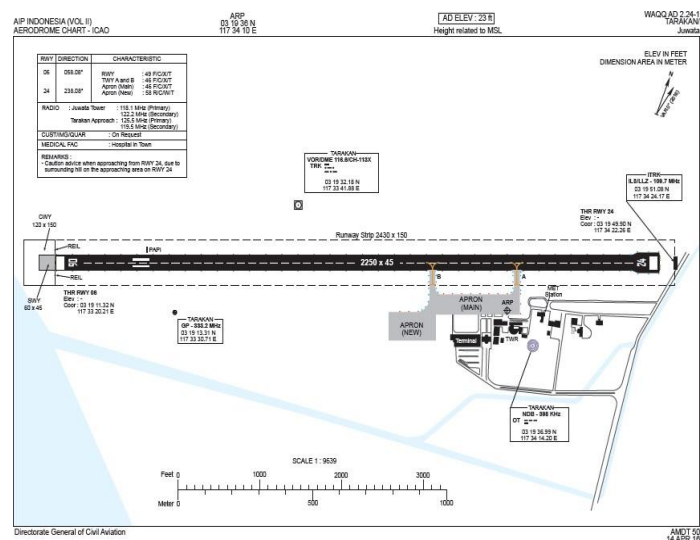 AIP INDONESIA (VOL II)
AERODROME CHART - ICAO
ARP
03 19 36 N
117 34 10 E
AD ELEV : 23 ft
Height related to MSL
WAQQ AD 2.24-1
TARAKAN/
Juwata
ELEV IN FEET
DIMENSION AREA IN METER
RWY DIRECTION CHARACTERISTIC
06
24
RWY : 49 F/C/X/T
TWY A and B : 46 F/C/X/T
Apron (Main) : 46 F/C/X/T
Apron (New) : 58 R/C/W/T
RADIO : Juwata Tower : 118.1 MHz (Primary)
122.2 MHz (Secondary)
Tarakan Approach : 125.5 MHz (Primary)
119.5 MHz (Secondary)
CUST/IMG/QUAR : On Request
MEDICAL FAC : Hospital in Town
REMARKS :
- Caution advice when approaching from RWY 24, due to
surrounding hill on the approaching area on RWY 24
N
TARAKAN
VOR/DME 116.6/CH-113X
TRK
03 19 32.18 N
117 33 41.88 E
ITRK
ILS/LLZ - 109.7 MHz
03 19 51.08 N
117 34 24.17 E
THR RWY 24
Elev : -
Coor : 03 19 49.90 N
117 34 22.26 E
CWY
120 x 150
REIL
PAPI
Runway Strip 2430 x 150
06
2250 x 45
24
REIL
SWY
60 x 45
THR RWY 06
Elev : -
Coor : 03 19 11.32 N
117 33 20.21 E
TARAKAN
GP - 333.2 MHz
03 19 13.31 N
117 33 30.71 E
B
A
APRON
(MAIN)
APRON
(NEW)
ARP
MET
Station
Terminal
TWR
TARAKAN
NDB - 398 KHz
OT
03 19 36.99 N
117 34 14.20 E
SCALE 1 : 9639
Feet 0 1000 2000 3000
Meter 0 500 1000
Directorate General of Civil Aviation
AMDT 50
14 APR 16